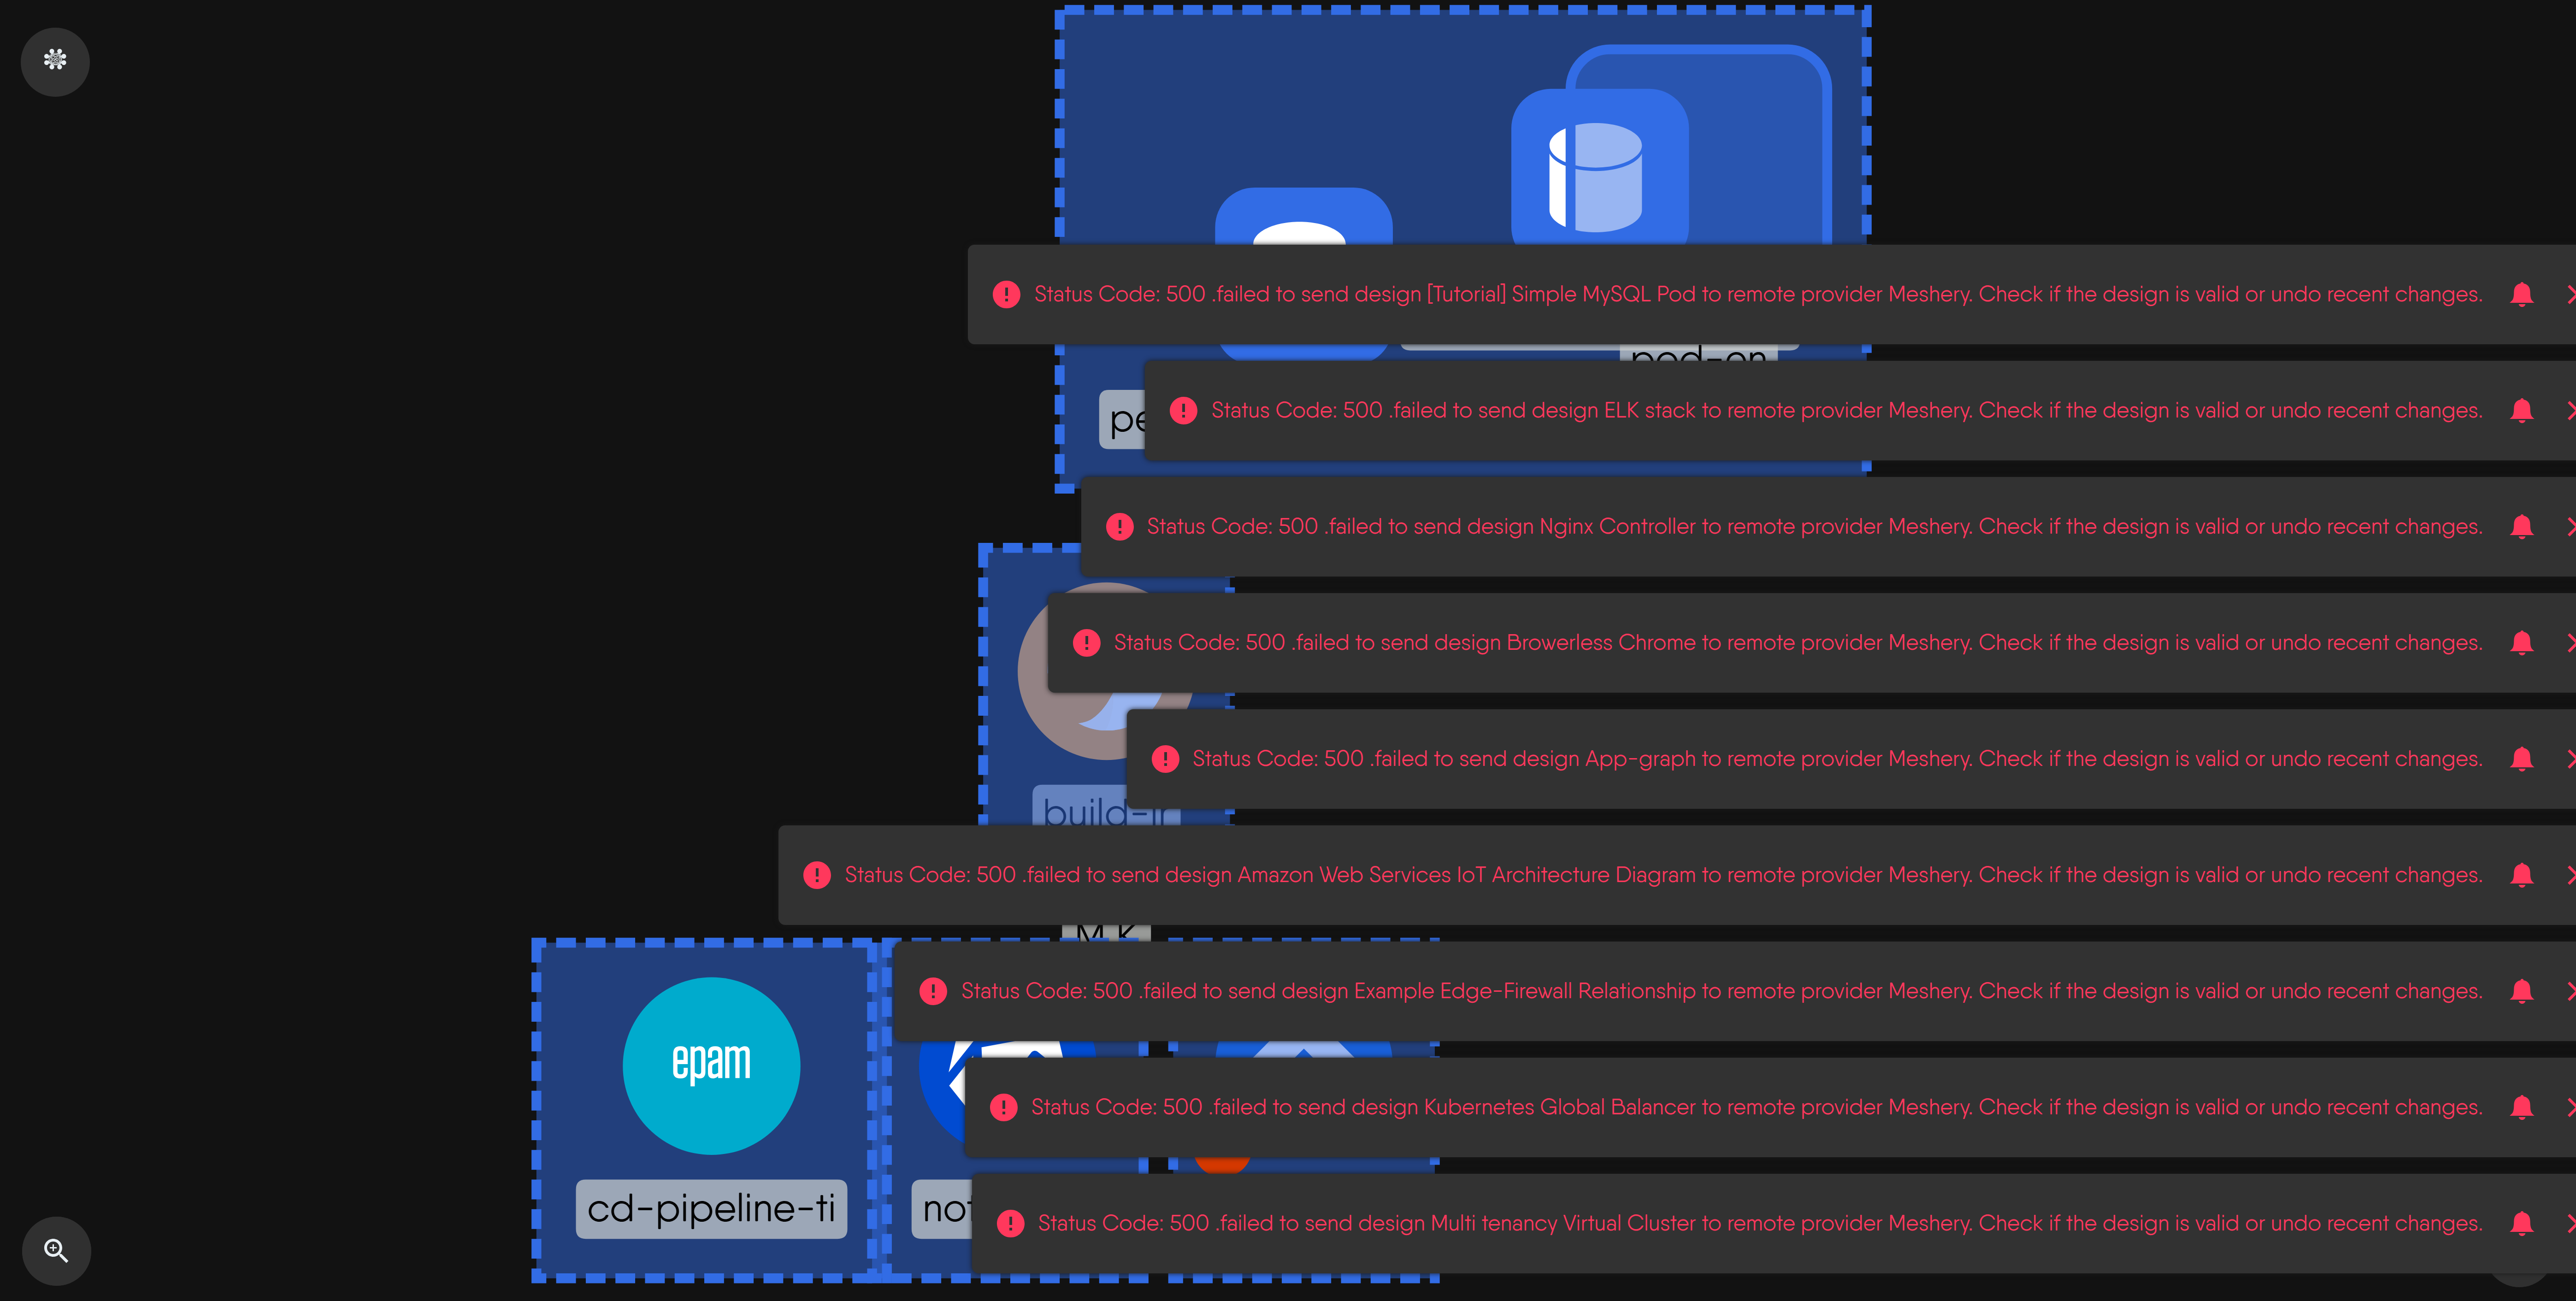 Status Code: 500 .failed to send design [Tutorial] Simple MySQL Pod to remote provider Meshery. Check if the design is valid or undo recent changes.
pod-on
pe
Status Code: 500 .failed to send design ELK stack to remote provider Meshery. Check if the design is valid or undo recent changes.
Status Code: 500 .failed to send design Nginx Controller to remote provider Meshery. Check if the design is valid or undo recent changes.
Status Code: 500 .failed to send design Browerless Chrome to remote provider Meshery. Check if the design is valid or undo recent changes.
Status Code: 500 .failed to send design App-graph to remote provider Meshery. Check if the design is valid or undo recent changes.
build-ir
Status Code: 500 .failed to send design Amazon Web Services IoT Architecture Diagram to remote provider Meshery. Check if the design is valid or undo recent changes.
Status Code: 500 .failed to send design Example Edge-Firewall Relationship to remote provider Meshery. Check if the design is valid or undo recent changes.
epam
Status Code: 500 .failed to send design Kubernetes Global Balancer to remote provider Meshery. Check if the design is valid or undo recent changes.
cd-pipeline-ti
not
Status Code: 500 .failed to send design Multi tenancy Virtual Cluster to remote provider Meshery. Check if the design is valid or undo recent changes.